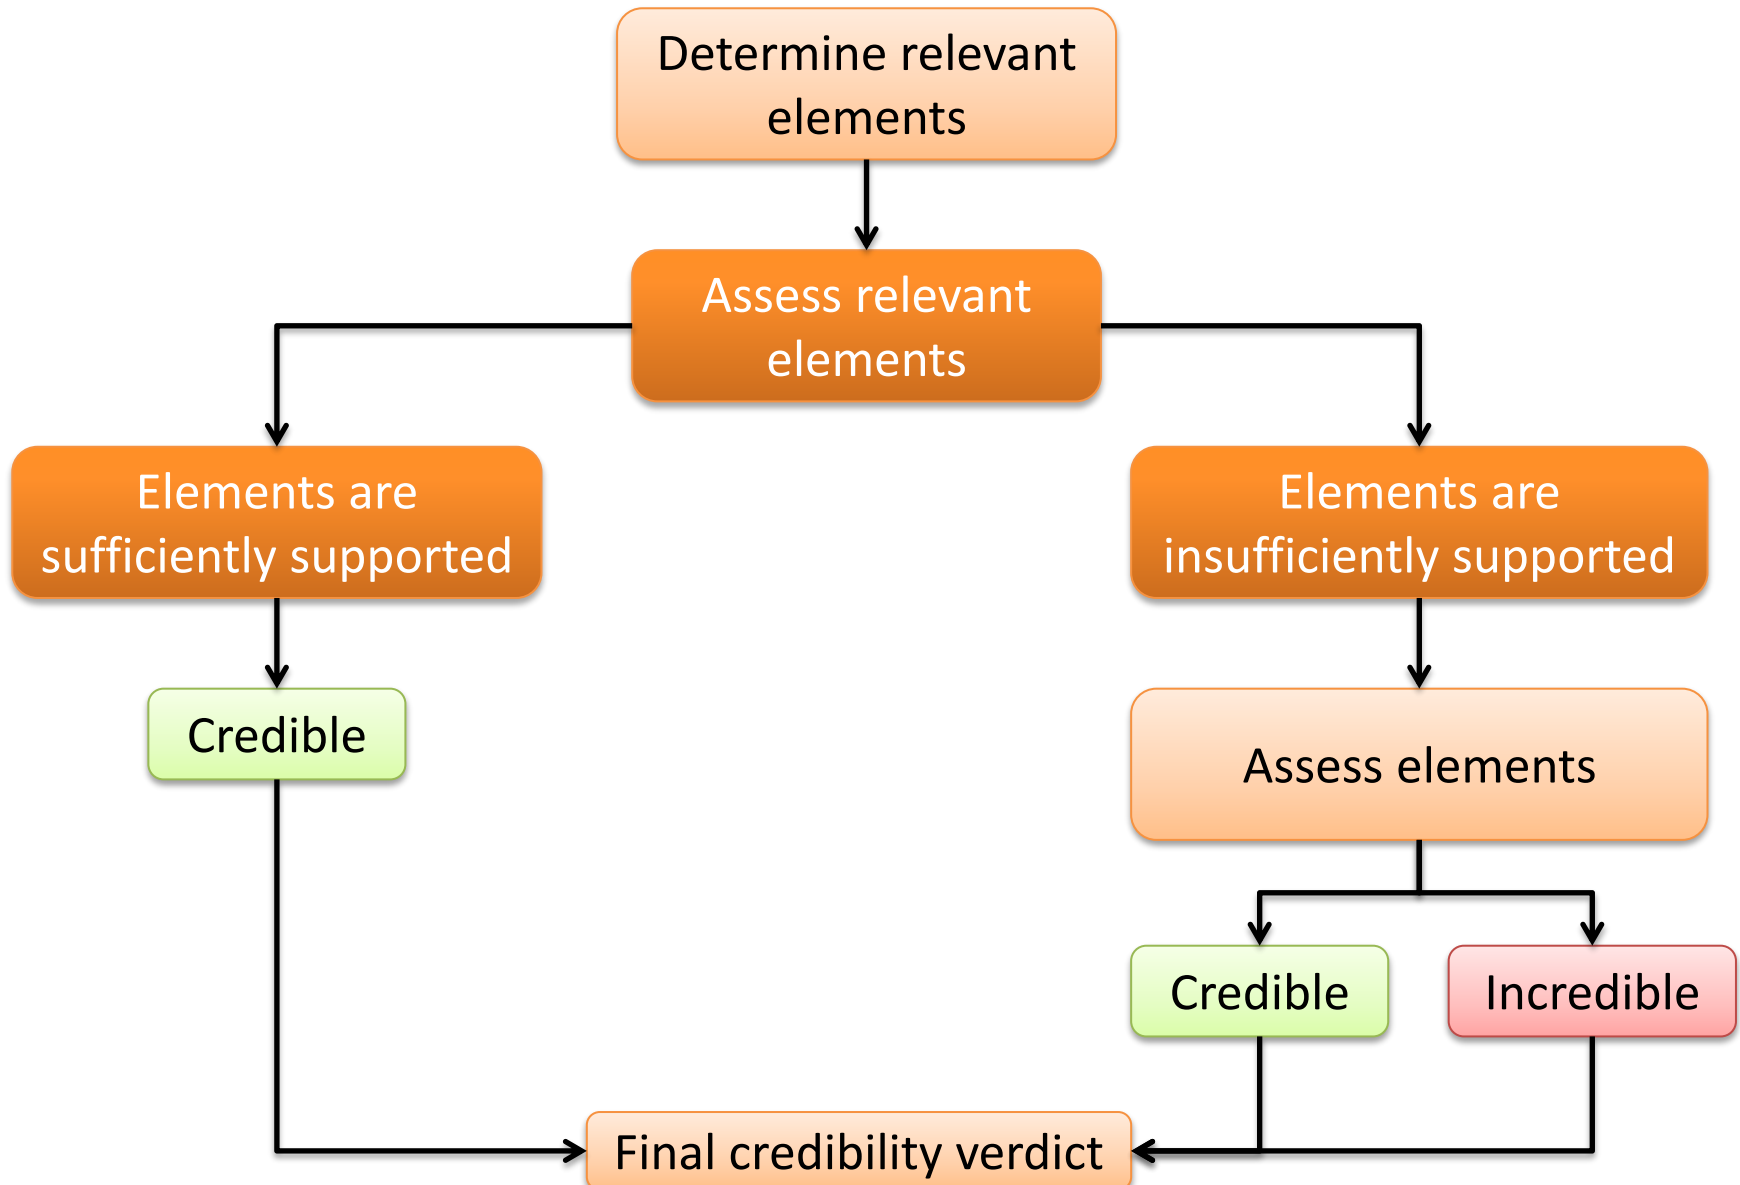 Determine relevant
elements
Assess relevant
elements
Elements are
sufficiently supported
Elements are
insufficiently supported
Credible
Assess elements
Credible
Incredible
Final credibility verdict